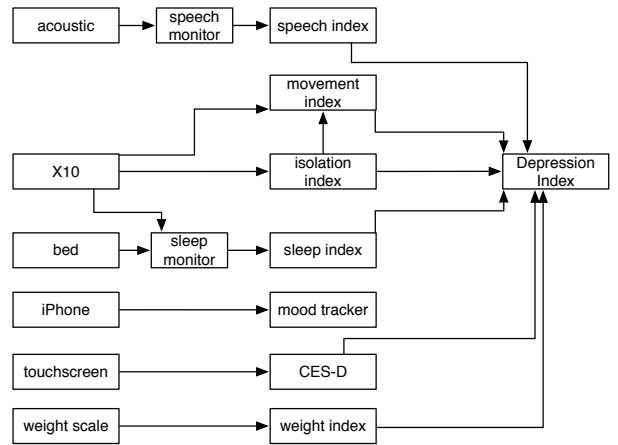 acoustic
speech
monitor
speech index
movement
index
X10
isolation
index
Depression
Index
bed
sleep
monitor
sleep index
iPhone
mood tracker
touchscreen
CES-D
weight scale
weight index